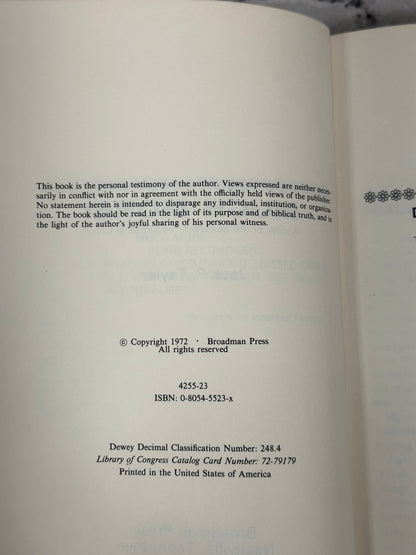 This book is the personal testimony of the author. Views expressed are neither neces-
sarily in conflict with nor in agreement with the officially held views of the publisher.
No statement herein is intended to disparage any individual, institution, or organiza-
tion. The book should be read in the light of its purpose and of biblical truth, and in
the light of the author's joyful sharing of his personal witness.
© Copyright 1972 · Broadman Press
All rights reserved
4255-23
ISBN: 0-8054-5523-x
Dewey Decimal Classification Number: 248.4
Library of Congress Catalog Card Number: 72-79179
Printed in the United States of America